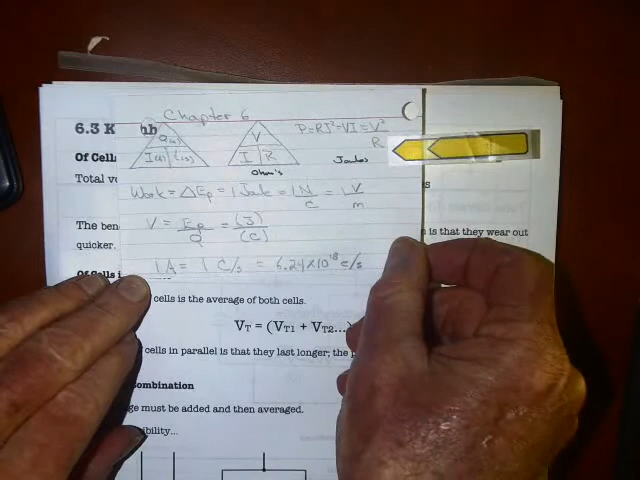 Chapter 6
6.3 K
V
P=RI²=VI=V²
R
I R
Joules
Of Cell
Ohm's
Total v
Work = ΔEp = 1 Joule = 1 N = 1 V
C m
is
The ben
V = Ep = (J)
Q (C)
n is that they wear out
quicker.
1A = 1 C/s = 6.24x10¹⁸ e/s
Of Cells i
cells is the average of both cells.
VT = (VT1 + VT2...)
cells in parallel is that they last longer; the p
ombination
ge must be added and then averaged.
ibility...